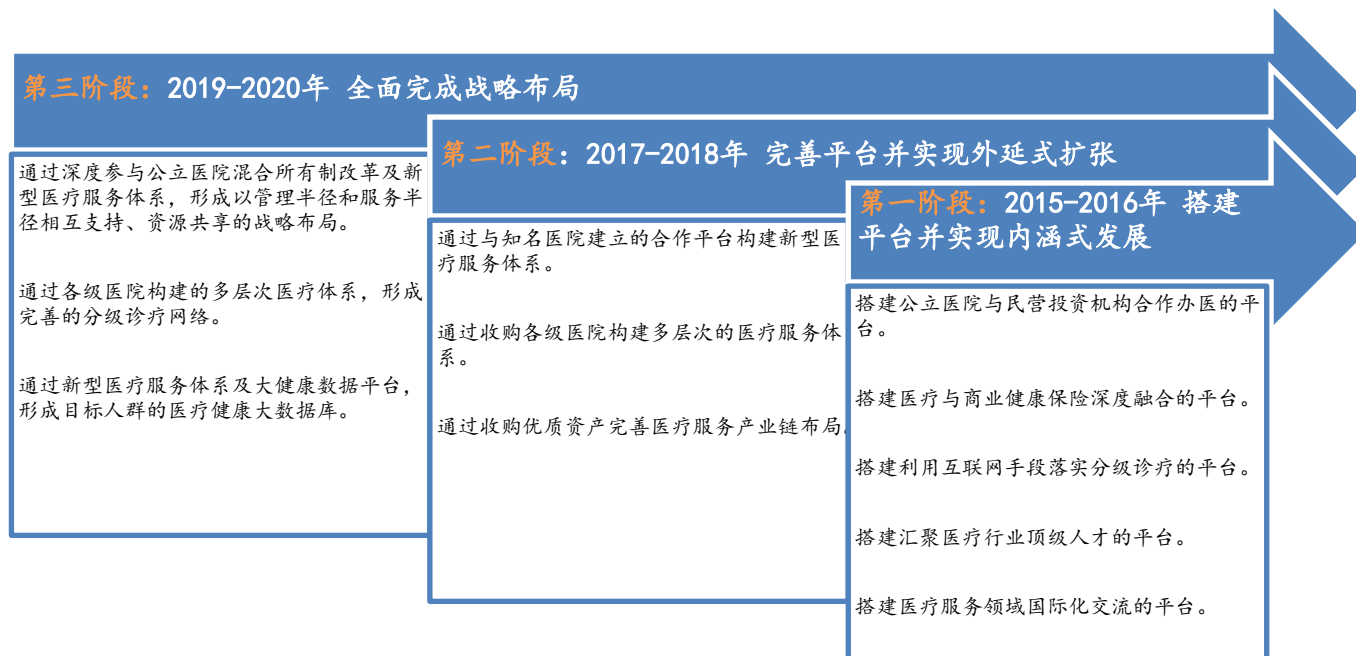 第三阶段：2019-2020年 全面完成战略布局
通过深度参与公立医院混合所有制改革及新
型医疗服务体系，形成以管理半径和服务半
径相互支持、资源共享的战略布局。
通过各级医院构建的多层次医疗体系，形成
完善的分级诊疗网络。
通过新型医疗服务体系及大健康数据平台，
形成目标人群的医疗健康大数据库。
第二阶段：2017-2018年 完善平台并实现外延式扩张
通过与知名医院建立的合作平台构建新型医
疗服务体系。
通过收购各级医院构建多层次的医疗服务体
系。
通过收购优质资产完善医疗服务产业链布局。
第一阶段：2015-2016年 搭建
平台并实现内涵式发展
搭建公立医院与民营投资机构合作办医的平
台。
搭建医疗与商业健康保险深度融合的平台。
搭建利用互联网手段落实分级诊疗的平台。
搭建汇聚医疗行业顶级人才的平台。
搭建医疗服务领域国际化交流的平台。